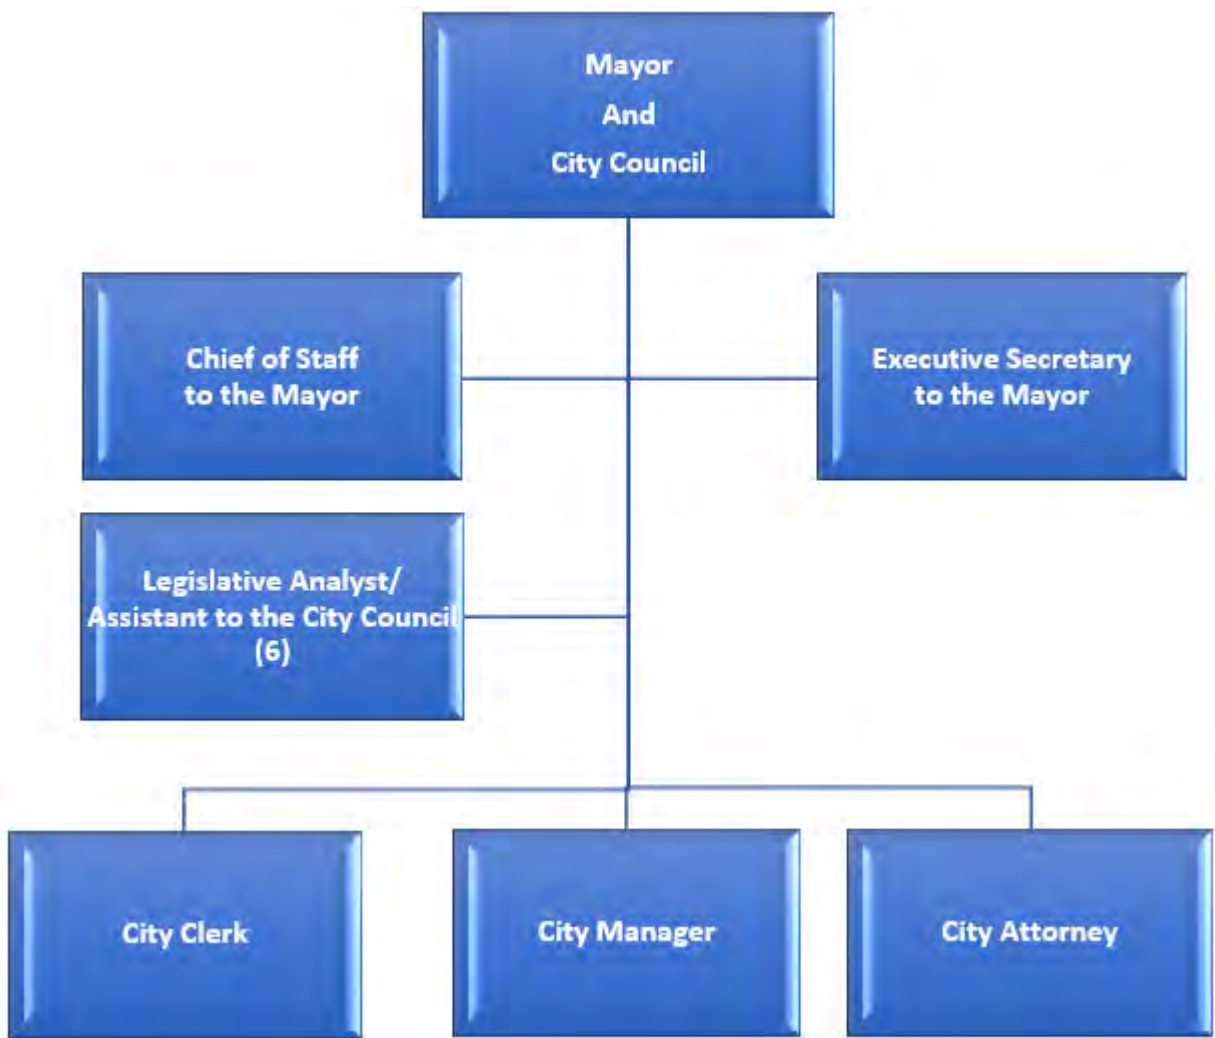 Mayor
And
City Council
Chief of Staff
to the Mayor
Executive Secretary
to the Mayor
Legislative Analyst/
Assistant to the City Council
(6)
City Clerk
City Manager
City Attorney